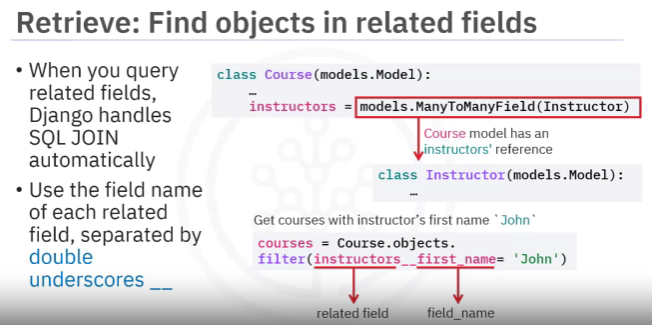 Retrieve: Find objects in related fields
• When you query
related fields,
Django handles
SQL JOIN
automatically
• Use the field name
of each related
field, separated by
double
underscores __
class Course(models.Model):
…
instructors = models.ManyToManyField(Instructor)
Course model has an
instructors' reference
class Instructor(models.Model):
…
Get courses with instructor's first name `John`
courses = Course.objects.
filter(instructors__first_name= 'John')
related field
field_name